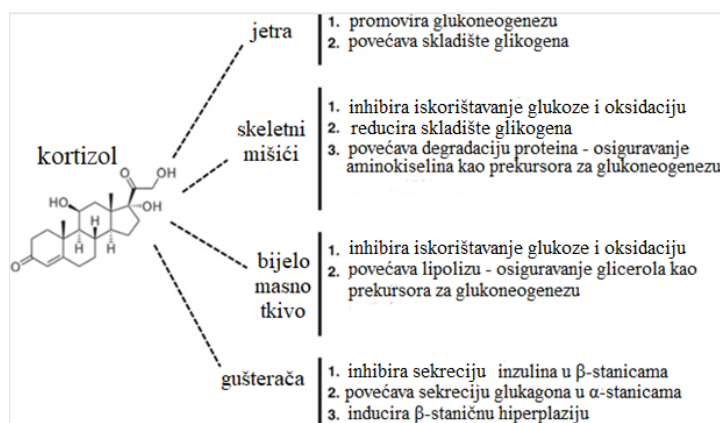 jetra
1. promovira glukoneogenezu
2. povećava skladište glikogena
kortizol
O
OH
HO
OH
H
H
H
O
skeletni
mišići
1. inhibira iskorištavanje glukoze i oksidaciju
2. reducira skladište glikogena
3. povećava degradaciju proteina - osiguravanje
aminokiselina kao prekursora za glukoneogenezu
bijelo
masno
tkivo
1. inhibira iskorištavanje glukoze i oksidaciju
2. povećava lipolizu - osiguravanje glicerola kao
prekursora za glukoneogenezu
gušterača
1. inhibira sekreciju inzulina u β-stanicama
2. povećava sekreciju glukagona u α-stanicama
3. inducira β-staničnu hiperplaziju